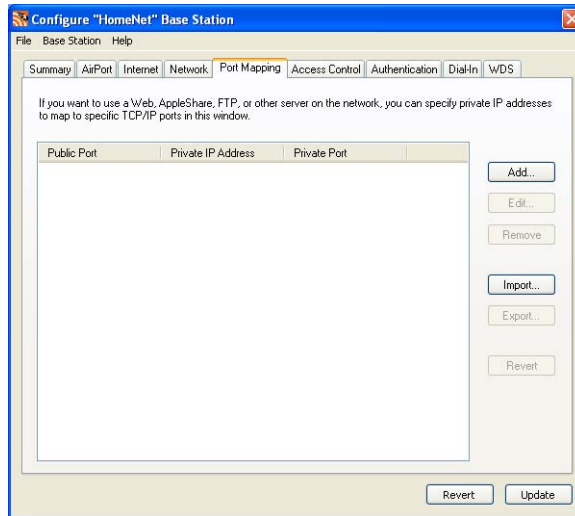 Configure "HomeNet" Base Station
File Base Station Help
Summary AirPort Internet Network Port Mapping Access Control Authentication Dial-In WDS
If you want to use a Web, AppleShare, FTP, or other server on the network, you can specify private IP addresses
to map to specific TCP/IP ports in this window.
Public Port Private IP Address Private Port
Add...
Edit...
Remove
Import...
Export...
Revert
Revert Update